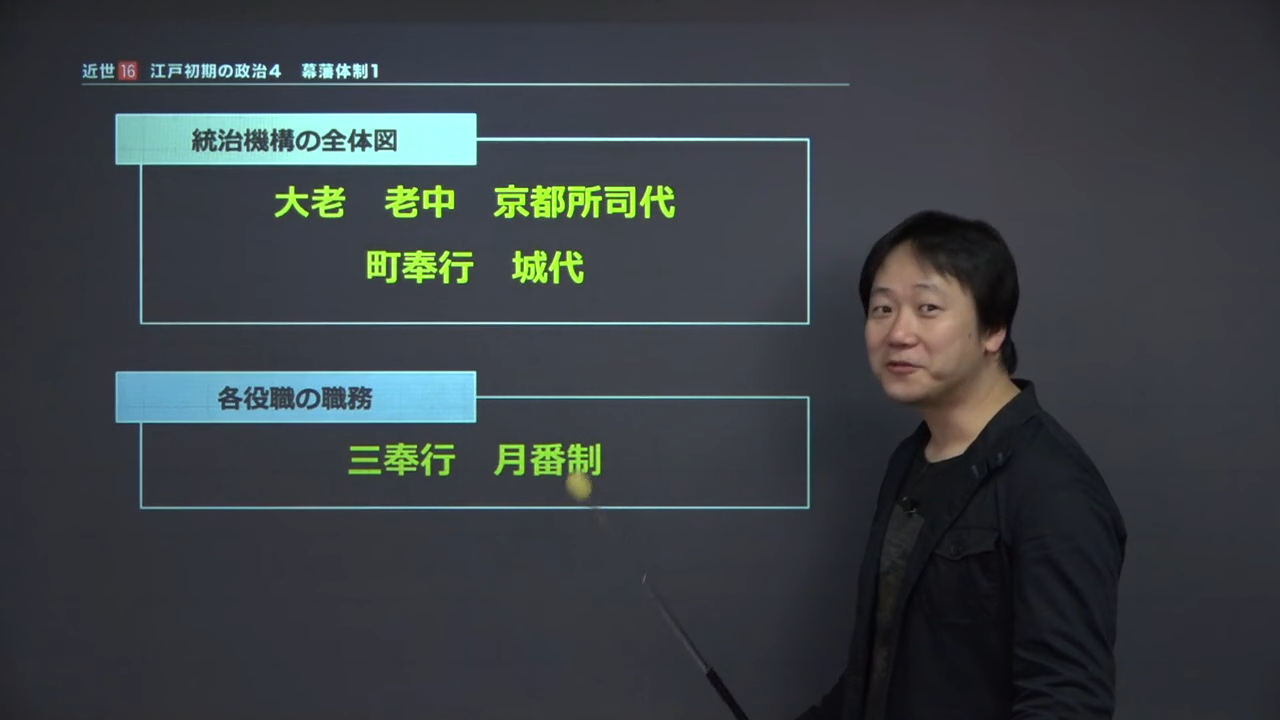 近世16 江戸初期の政治4 幕藩体制1
統治機構の全体図
大老 老中 京都所司代
町奉行 城代
各役職の職務
三奉行 月番制